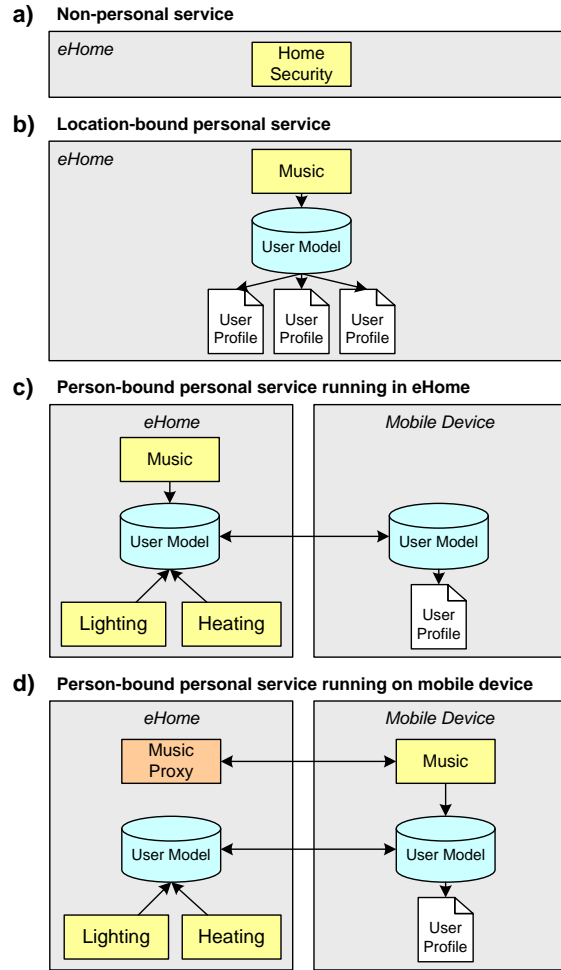 a) Non-personal service
eHome
Home
Security
b) Location-bound personal service
eHome
Music
User Model
User
Profile
User
Profile
User
Profile
c) Person-bound personal service running in eHome
eHome
Mobile Device
Music
User Model
User Model
Lighting
Heating
User
Profile
d) Person-bound personal service running on mobile device
eHome
Mobile Device
Music
Proxy
Music
User Model
User Model
Lighting
Heating
User
Profile